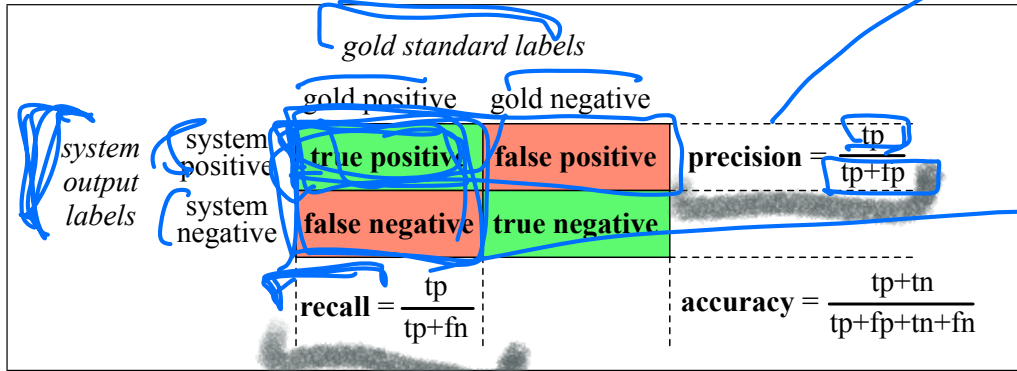 gold standard labels
gold positive gold negative
system output labels
system positive
true positive false positive
precision = tp / tp+fp
system negative
false negative true negative
recall = tp / tp+fn
accuracy = tp+tn / tp+fp+tn+fn